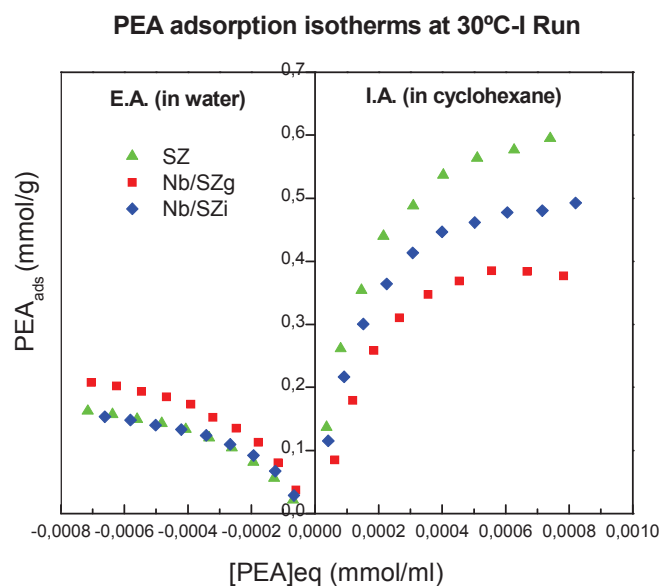 PEA adsorption isotherms at 30ºC-I Run
E.A. (in water)
I.A. (in cyclohexane)
SZ
Nb/SZg
Nb/SZi
PEAads (mmol/g)
0,7
0,6
0,5
0,4
0,3
0,2
0,1
0,0
-0,0008 -0,0006 -0,0004 -0,0002 0,0000 0,0002 0,0004 0,0006 0,0008 0,0010
[PEA]eq (mmol/ml)